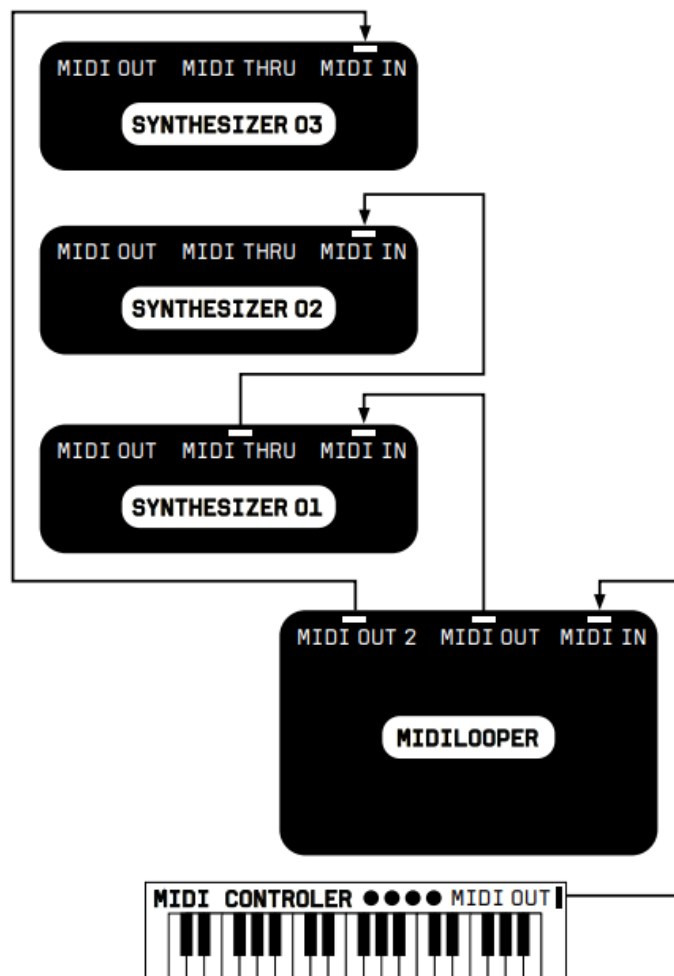 MIDI OUT MIDI THRU MIDI IN
SYNTHESIZER 03
MIDI OUT MIDI THRU MIDI IN
SYNTHESIZER 02
MIDI OUT MIDI THRU MIDI IN
SYNTHESIZER 01
MIDI OUT 2 MIDI OUT MIDI IN
MIDILOOPER
MIDI CONTROLER MIDI OUT